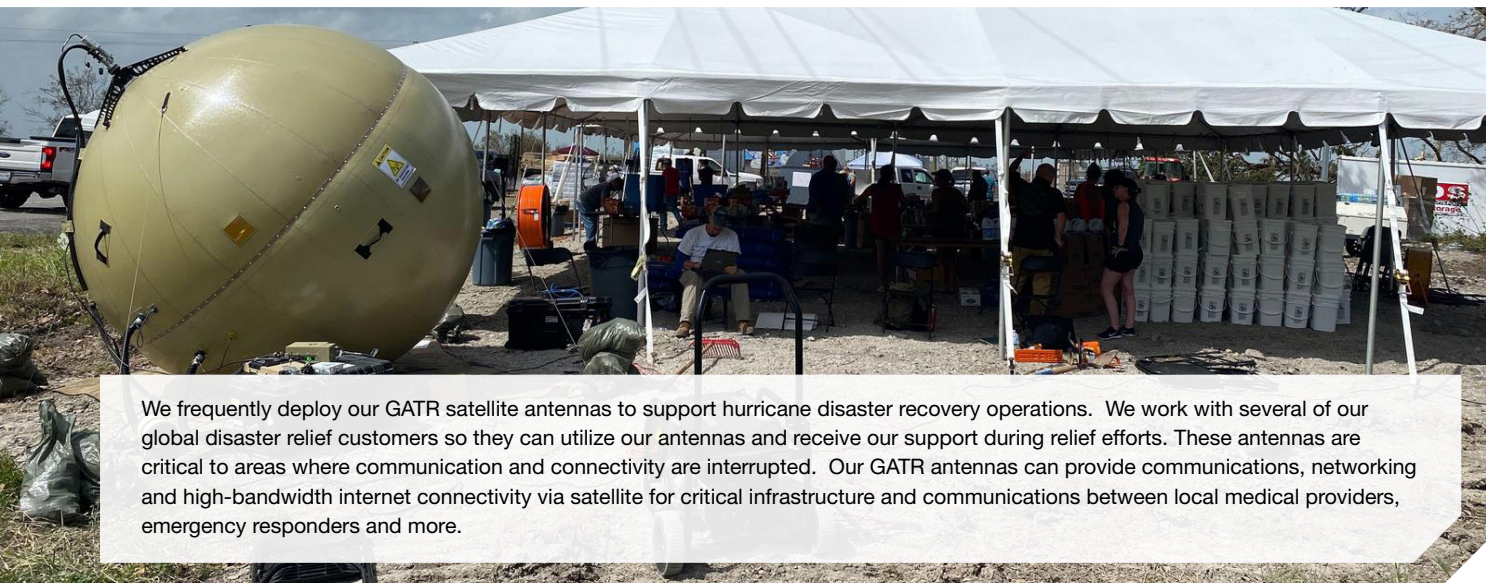 We frequently deploy our GATR satellite antennas to support hurricane disaster recovery operations.  We work with several of our
global disaster relief customers so they can utilize our antennas and receive our support during relief efforts. These antennas are
critical to areas where communication and connectivity are interrupted.  Our GATR antennas can provide communications, networking
and high-bandwidth internet connectivity via satellite for critical infrastructure and communications between local medical providers,
emergency responders and more.